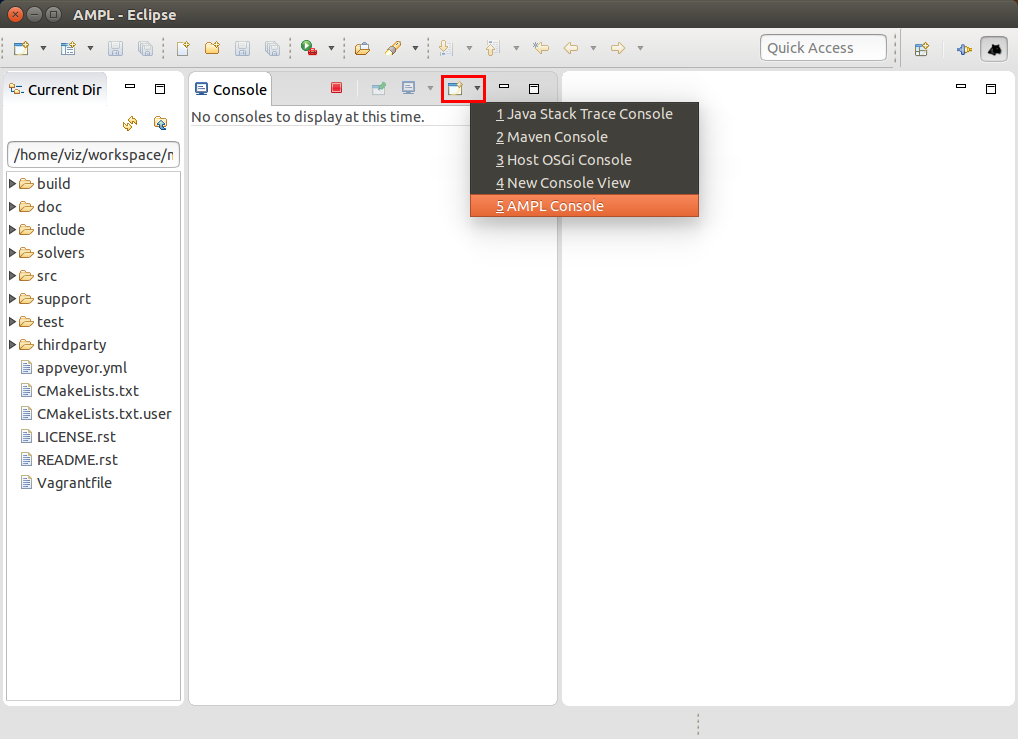 AMPL - Eclipse
Quick Access
Current Dir
Console
No consoles to display at this time.
1 Java Stack Trace Console
2 Maven Console
3 Host OSGi Console
4 New Console View
5 AMPL Console
/home/viz/workspace/m
build
doc
include
solvers
src
support
test
thirdparty
appveyor.yml
CMakeLists.txt
CMakeLists.txt.user
LICENSE.rst
README.rst
Vagrantfile